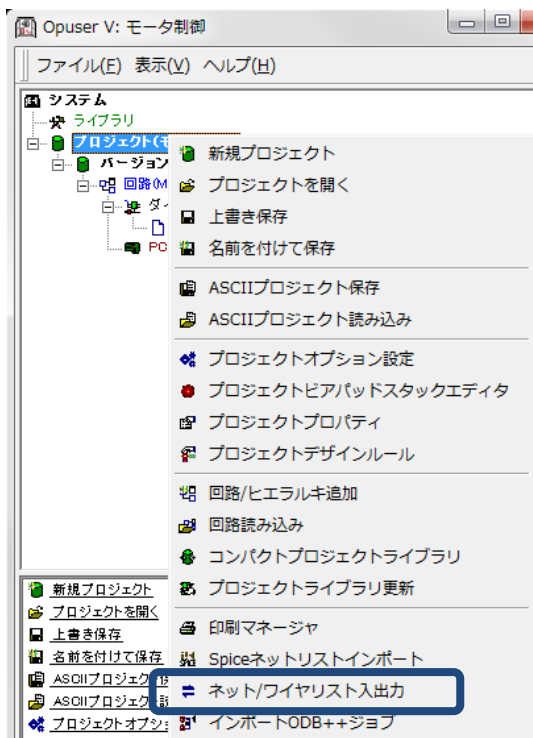 Opuser V: モータ制御
ファイル(F) 表示(V) ヘルプ(H)
システム
ライブラリ
プロジェクト(モ
バージョン
回路(M
ダイ
PC
新規プロジェクト
プロジェクトを開く
上書き保存
名前を付けて保存
ASCIIプロジェクト保存
ASCIIプロジェクト読み込み
プロジェクトオプション設定
プロジェクトビアパッドスタックエディタ
プロジェクトプロパティ
プロジェクトデザインルール
回路/ヒエラルキ追加
回路読み込み
コンパクトプロジェクトライブラリ
プロジェクトライブラリ更新
印刷マネージャ
Spiceネットリストインポート
ネット/ワイヤリスト入出力
インポートODB++ジョブ
新規プロジェクト
プロジェクトを開く
上書き保存
名前を付けて保存
ASCIIプロジェクト保
ASCIIプロジェクト読
プロジェクトオプショ